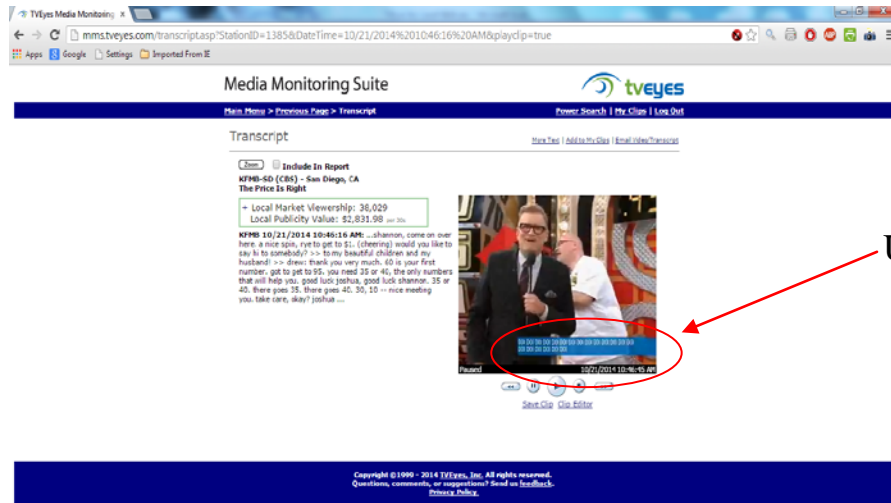 TVEyes Media Monitoring
mms.tveyes.com/transcript.asp?StationID=1385&DateTime=10/21/2014%2010:46:16%20AM&playclip=true
Apps Google Settings Imported From IE
Media Monitoring Suite
tveyes
Main Menu > Previous Page > Transcript
Power Search | My Clips | Log Out
Transcript
More Text | Add to My Clips | Email Video/Transcript
Zoom Include In Report
KFMB-SD (CBS) - San Diego, CA
The Price Is Right
+ Local Market Viewership: 38,029
Local Publicity Value: $2,831.98 per 30s
KFMB 10/21/2014 10:46:16 AM: ...shannon, come on over
here. a nice spin, rye to get to $1. (cheering) would you like to
say hi to somebody? >> to my beautiful children and my
husband! >> drew: thank you very much. 60 is your first
number. got to get to 95. you need 35 or 40, the only numbers
that will help you. good luck joshua, good luck shannon. 35 or
40. there goes 35. there goes 40. 30, 10 -- nice meeting
you. take care, okay? joshua ....
Paused
10/21/2014 10:46:45 AM
Save Clip Clip Editor
U
Copyright ©1999 - 2014 TVEyes, Inc. All rights reserved.
Questions, comments, or suggestions? Send us feedback.
Privacy Policy.